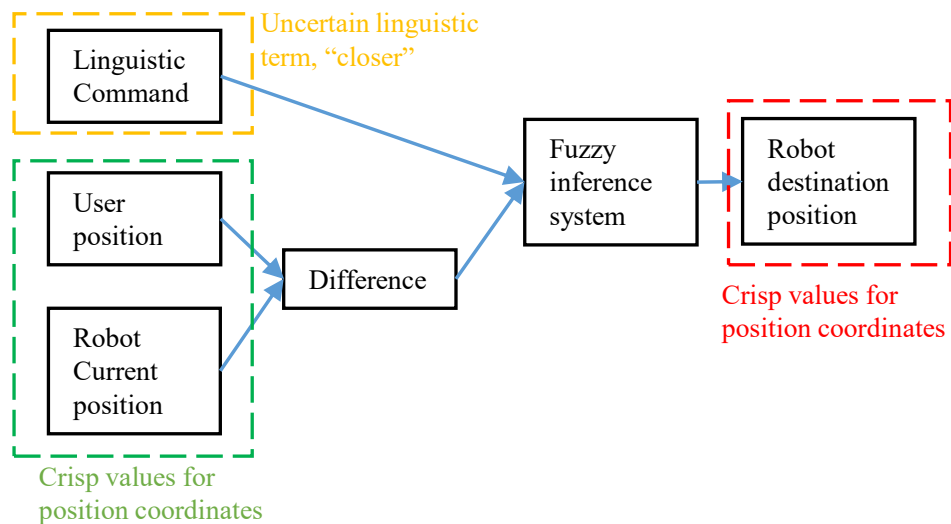 Linguistic
Command
Uncertain linguistic
term, “closer”
User
position
Robot
Current
position
Crisp values for
position coordinates
Difference
Fuzzy
inference
system
Robot
destination
position
Crisp values for
position coordinates